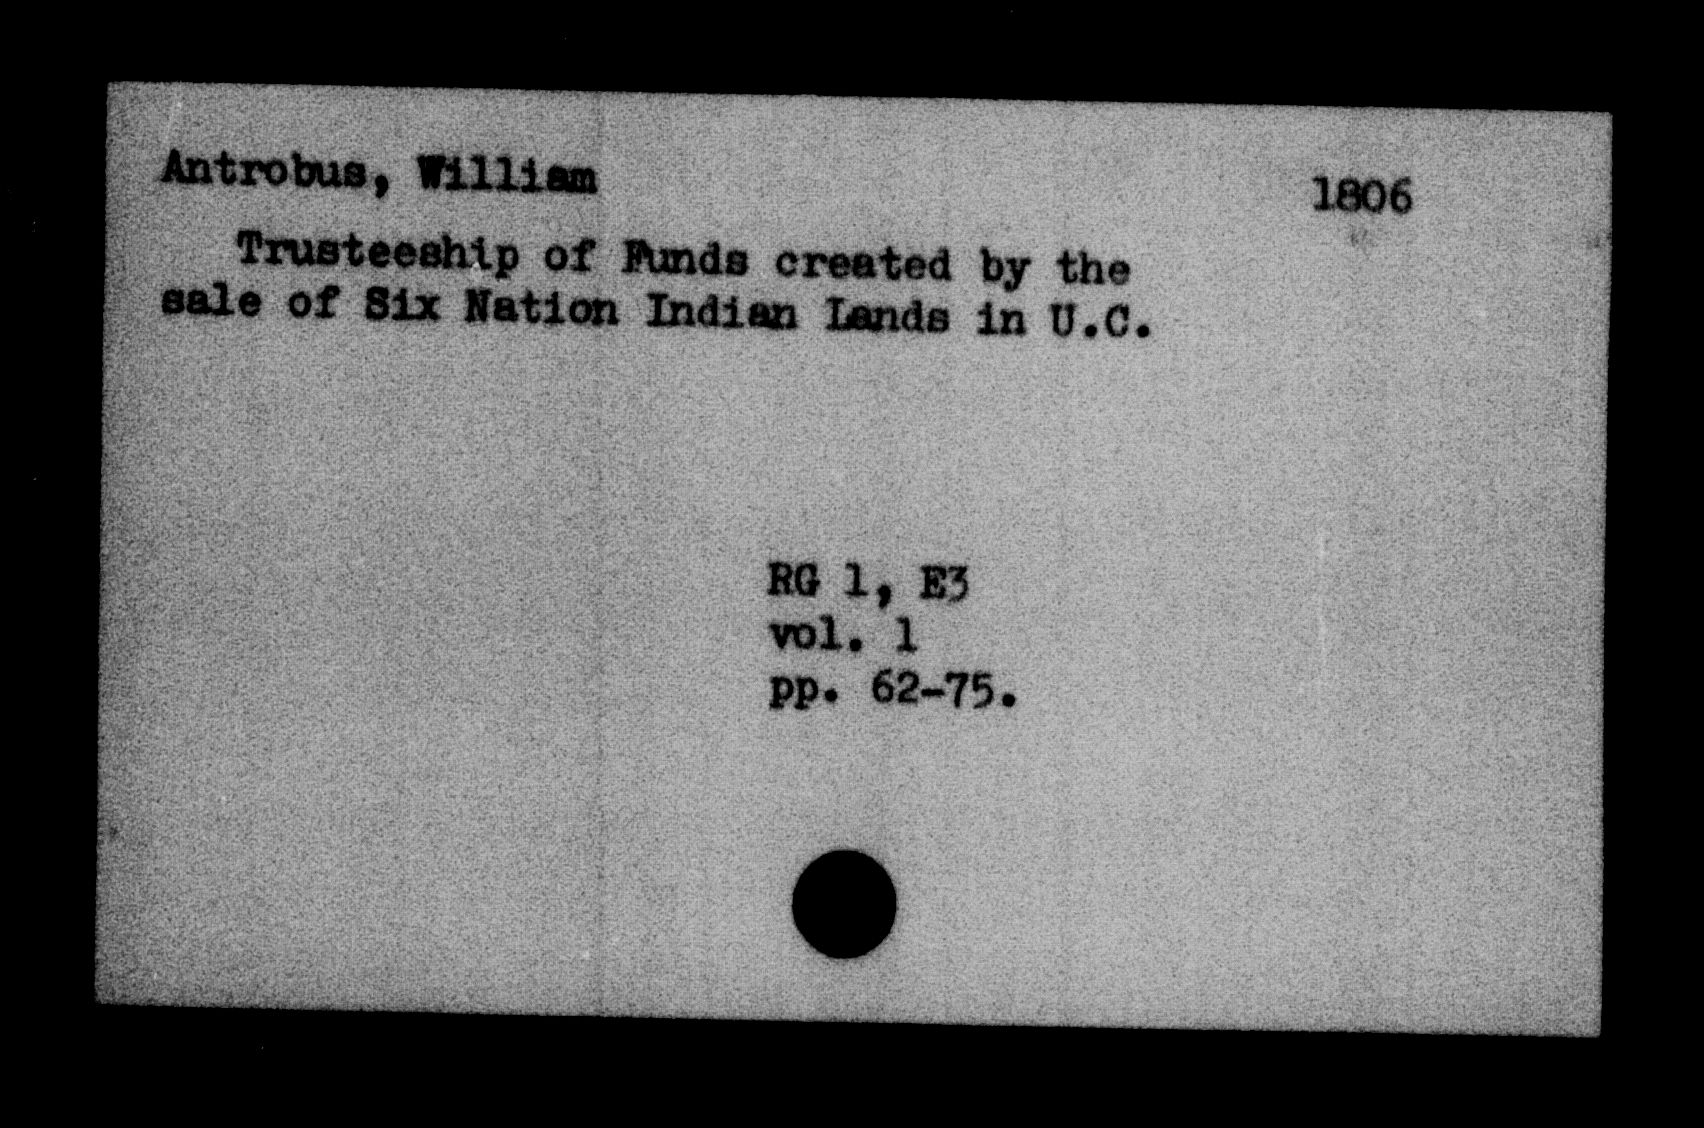 Antrobus, William
1806
Trusteeship of Funds created by the
sale of Six Nation Indian Lands in U.C.
RG 1, E3
vol. 1
pp. 62-75.